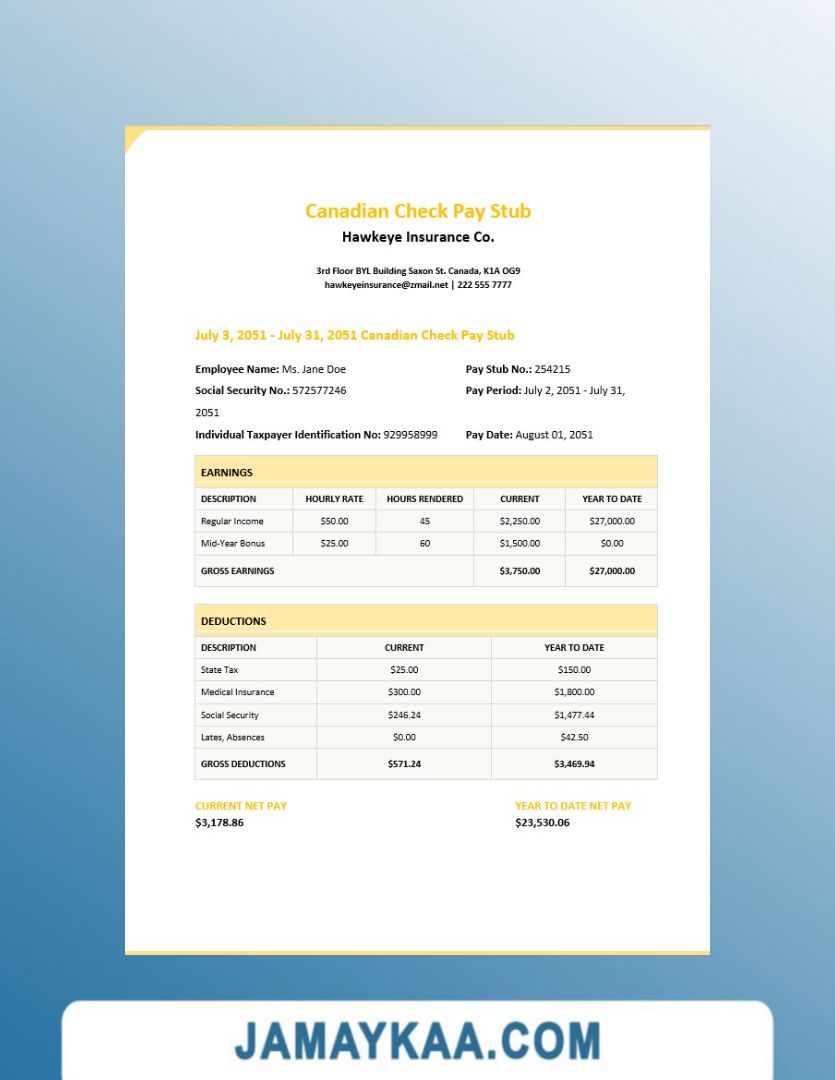 Canadian Check Pay Stub
Hawkeye Insurance Co.
3rd Floor BYL Building Saxon St. Canada, K1A OG9
hawkeyeinsurance@zmail.net | 222 555 7777
July 3, 2051 - July 31, 2051 Canadian Check Pay Stub
Employee Name: Ms. Jane Doe Pay Stub No.: 254215
Social Security No.: 572577246 Pay Period: July 2, 2051 - July 31,
2051
Individual Taxpayer Identification No: 929958999 Pay Date: August 01, 2051
EARNINGS
DESCRIPTION HOURLY RATE HOURS RENDERED CURRENT YEAR TO DATE
Regular Income $50.00 45 $2,250.00 $27,000.00
Mid-Year Bonus $25.00 60 $1,500.00 $0.00
GROSS EARNINGS $3,750.00 $27,000.00
DEDUCTIONS
DESCRIPTION CURRENT YEAR TO DATE
State Tax $25.00 $150.00
Medical Insurance $300.00 $1,800.00
Social Security $246.24 $1,477.44
Lates, Absences $0.00 $42.50
GROSS DEDUCTIONS $571.24 $3,469.94
CURRENT NET PAY YEAR TO DATE NET PAY
$3,178.86 $23,530.06
JAMAYKAA.COM